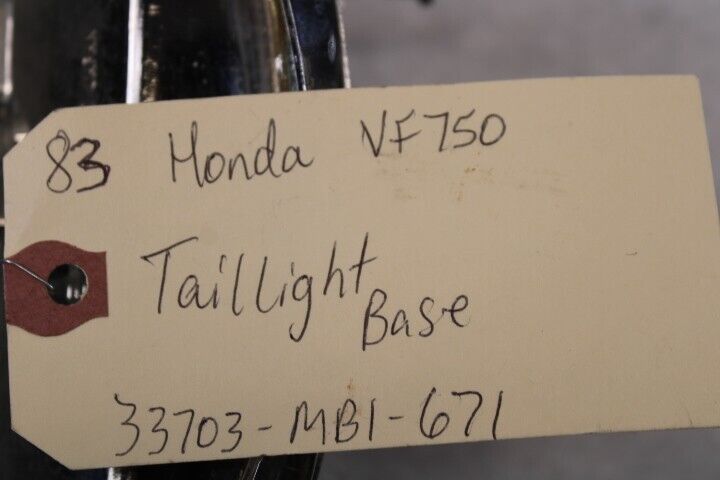 83 Honda VF750
Taillight
Base
33703-MB1-671